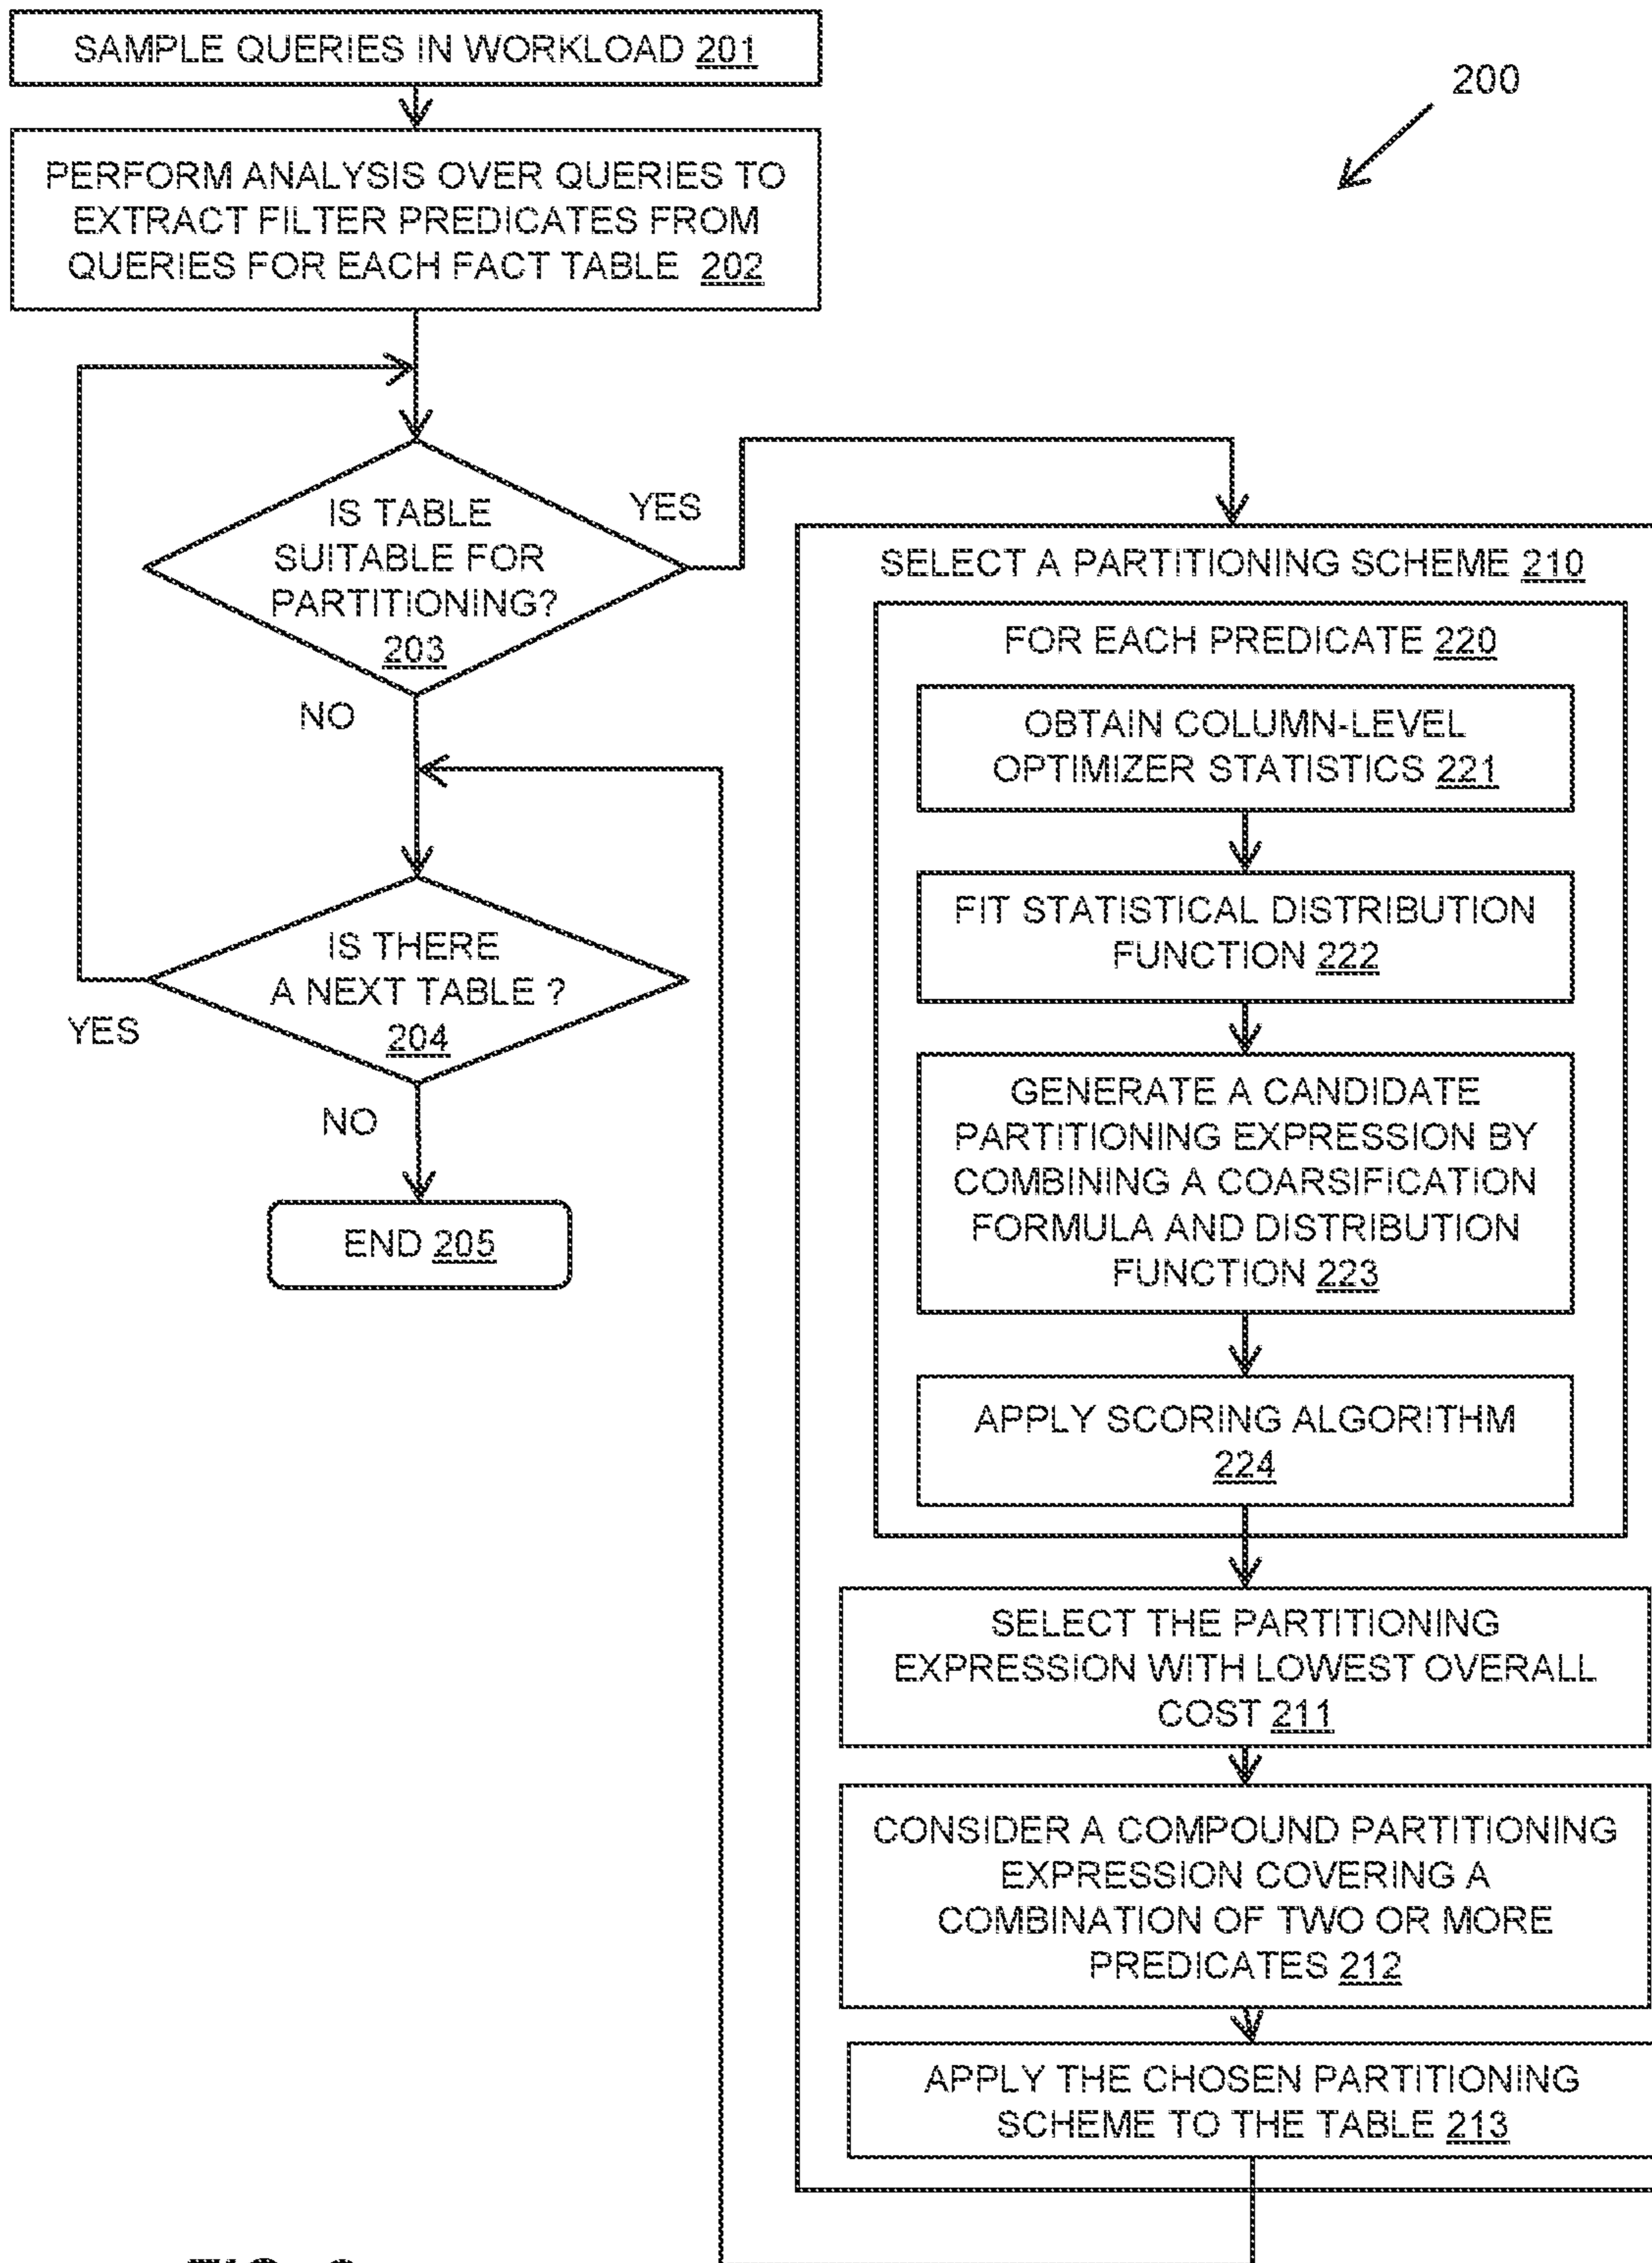 SAMPLE QUERIES IN WORKLOAD 201
200
PERFORM ANALYSIS OVER QUERIES TO
EXTRACT FILTER PREDICATES FROM
QUERIES FOR EACH FACT TABLE 202
IS TABLE
SUITABLE FOR
PARTITIONING?
203
YES
NO
IS THERE
A NEXT TABLE ?
204
YES
NO
END 205
SELECT A PARTITIONING SCHEME 210
FOR EACH PREDICATE 220
OBTAIN COLUMN-LEVEL
OPTIMIZER STATISTICS 221
FIT STATISTICAL DISTRIBUTION
FUNCTION 222
GENERATE A CANDIDATE
PARTITIONING EXPRESSION BY
COMBINING A COARSIFICATION
FORMULA AND DISTRIBUTION
FUNCTION 223
APPLY SCORING ALGORITHM
224
SELECT THE PARTITIONING
EXPRESSION WITH LOWEST OVERALL
COST 211
CONSIDER A COMPOUND PARTITIONING
EXPRESSION COVERING A
COMBINATION OF TWO OR MORE
PREDICATES 212
APPLY THE CHOSEN PARTITIONING
SCHEME TO THE TABLE 213